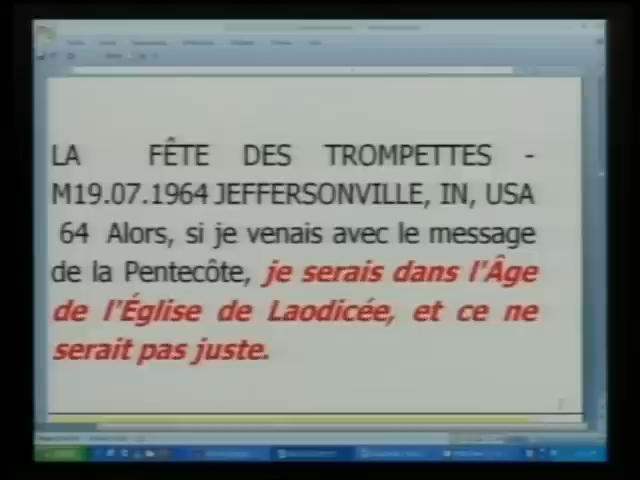 LA FÊTE DES TROMPETTES -
M19.07.1964 JEFFERSONVILLE, IN, USA
64 Alors, si je venais avec le message
de la Pentecôte, je serais dans l'Âge
de l'Église de Laodicée, et ce ne
serait pas juste.